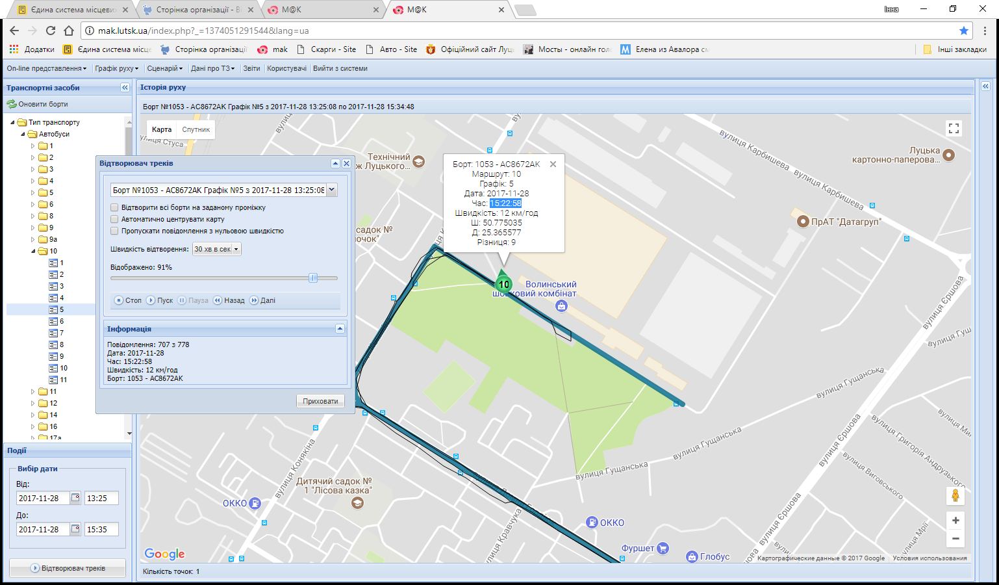 Єдина система місцевих
Сторінка організації - В
M@K
M@K
Інна
mak.lutsk.ua/index.php?_=1374051291544&lang=ua
Додатки
Єдина система місце
Сторінка організації
mak
Скарги - Site
Авто - Site
Офіційний сайт Луць
Мосты - онлайн гол
Елена из Авалора см
Інші закладки
On-line представлення
Графік руху
Сценарій
Дані про ТЗ
Звіти
Користувачі
Вийти з системи
Транспортні засоби
Оновити борти
Тип транспорту
Автобуси
1
2
3
4
5
6
8
9
9а
10
1
2
3
4
5
6
7
8
9
10
11
11
12
14
16
17а
Події
Вибір дати
Від:
2017-11-28
13:25
До:
2017-11-28
15:35
Відтворювач треків
Історія руху
Борт №1053 - AC8672AK Графік №5 з 2017-11-28 13:25:08 по 2017-11-28 15:34:48
Карта
Спутник
Відтворювач треків
Борт №1053 - AC8672AK Графік №5 з 2017-11-28 13:25:08
Відтворити всі борти на заданому проміжку
Автоматично центрувати карту
Пропускати повідомлення з нульовою швидкістю
Швидкість відтворення:
30 хв в сек
Відображено: 91%
Стоп
Пуск
Пауза
Назад
Далі
Інформація
Повідомлення: 707 з 778
Дата: 2017-11-28
Час: 15:22:58
Швидкість: 12 км/год
Борт: 1053 - AC8672AK
Приховати
Борт: 1053 - AC8672AK
Маршрут: 10
Графік: 5
Дата: 2017-11-28
Час: 15:22:58
Швидкість: 12 км/год
Ш: 50.775035
Д: 25.365577
Різниця: 9
10
вулиця Стуса
Технічний
ж Луцького...
садок №
ючок"
Волинський
шовковий комбінат
вулиця Карбишева
вулиця Карбишева
Луцька
картонно-паперова...
ПрАТ "Датагруп"
вулиця Єршова
вулиця Єршова
вулиця Єршова
вулиця Гущанська
вулиця Гущанська
вулиця Гущанська
вулиця Гущ
вулиця Григорія Андрузького
вулиця Виговського
вулиця Мрії
вулиця Конякіна
Дитячий садок №
1 "Лісова казка"
ОККО
вулиця Кравчука
ОККО
Фуршет
Глобус
Google
Картографические данные © 2017 Google
Условия использования
Кількість точок: 1